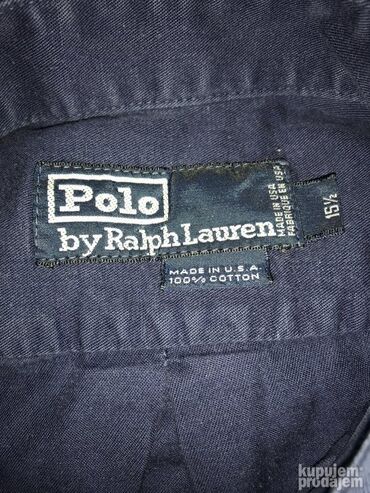 Polo
by Ralph Lauren
MADE IN USA
FABRIQUE EN USA
15½
MADE IN U.S.A
100% COTTON
kupujem
prodajem